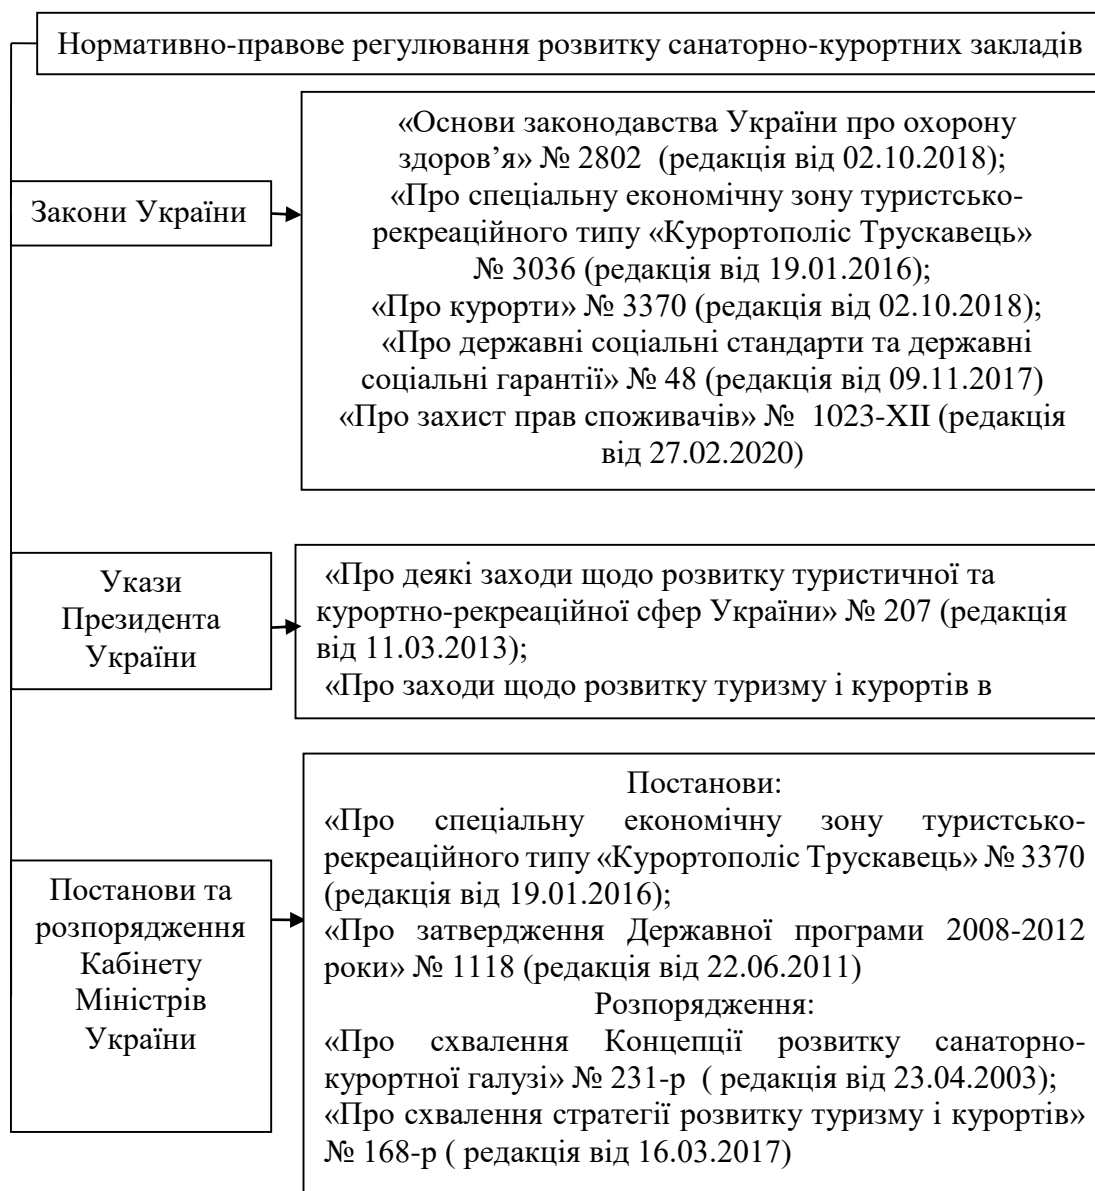 Нормативно-правове регулювання розвитку санаторно-курортних закладів
Закони України
«Основи законодавства України про охорону
здоров’я» № 2802 (редакція від 02.10.2018);
«Про спеціальну економічну зону туристсько-
рекреаційного типу «Курортополіс Трускавець»
№ 3036 (редакція від 19.01.2016);
«Про курорти» № 3370 (редакція від 02.10.2018);
«Про державні соціальні стандарти та державні
соціальні гарантії» № 48 (редакція від 09.11.2017)
«Про захист прав споживачів» № 1023-XII (редакція
від 27.02.2020)
Укази
Президента
України
«Про деякі заходи щодо розвитку туристичної та
курортно-рекреаційної сфер України» № 207 (редакція
від 11.03.2013);
«Про заходи щодо розвитку туризму і курортів в
Постанови та
розпорядження
Кабінету
Міністрів
України
Постанови:
«Про спеціальну економічну зону туристсько-
рекреаційного типу «Курортополіс Трускавець» № 3370
(редакція від 19.01.2016);
«Про затвердження Державної програми 2008-2012
роки» № 1118 (редакція від 22.06.2011)
Розпорядження:
«Про схвалення Концепції розвитку санаторно-
курортної галузі» № 231-р ( редакція від 23.04.2003);
«Про схвалення стратегії розвитку туризму і курортів»
№ 168-р ( редакція від 16.03.2017)